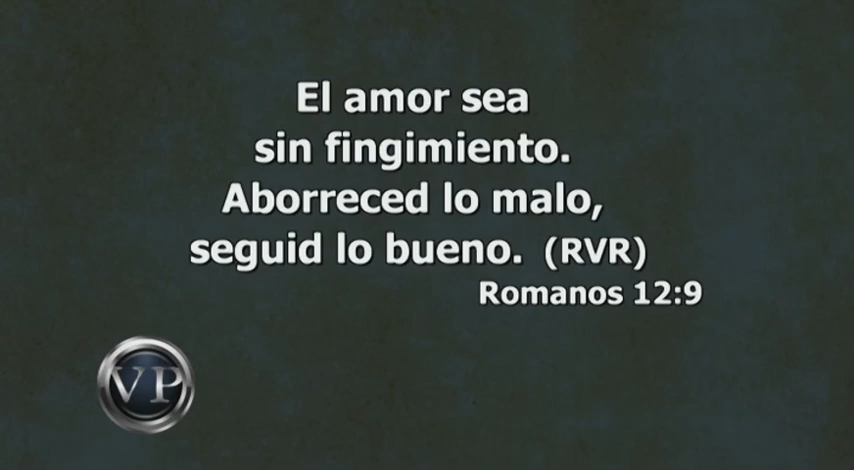 El amor sea
sin fingimiento.
Aborreced lo malo,
seguid lo bueno. (RVR)
Romanos 12:9
VP